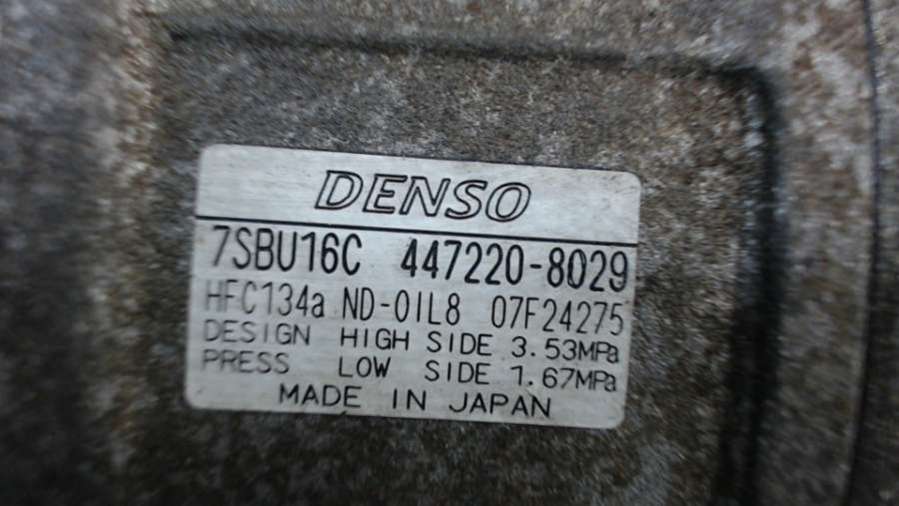 DENSO
7SBU16C 447220-8029
HFC134a ND-OIL8 07F24275
DESIGN HIGH SIDE 3.53MPa
PRESS LOW SIDE 1.67MPa
MADE IN JAPAN